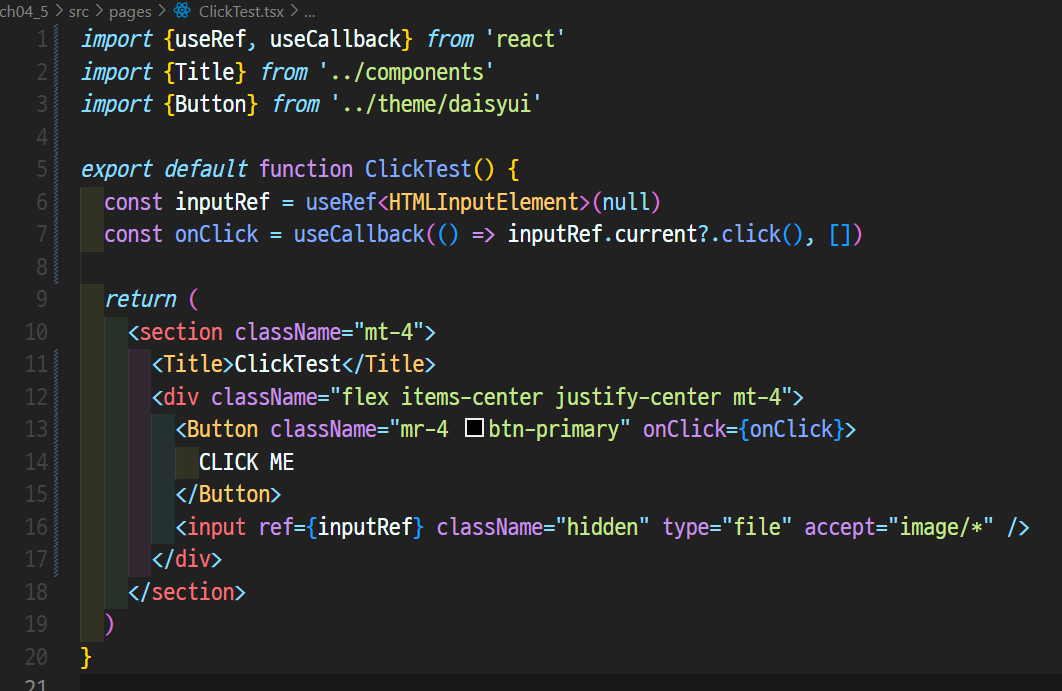 ch04_5 > src > pages > ClickTest.tsx > ...
1 import {useRef, useCallback} from 'react'
2 import {Title} from '../components'
3 import {Button} from '../theme/daisyui'
4
5 export default function ClickTest() {
6   const inputRef = useRef<HTMLInputElement>(null)
7   const onClick = useCallback(() => inputRef.current?.click(), [])
8
9   return (
10     <section className="mt-4">
11       <Title>ClickTest</Title>
12       <div className="flex items-center justify-center mt-4">
13         <Button className="mr-4 btn-primary" onClick={onClick}>
14           CLICK ME
15         </Button>
16         <input ref={inputRef} className="hidden" type="file" accept="image/*" />
17       </div>
18     </section>
19   )
20 }
21